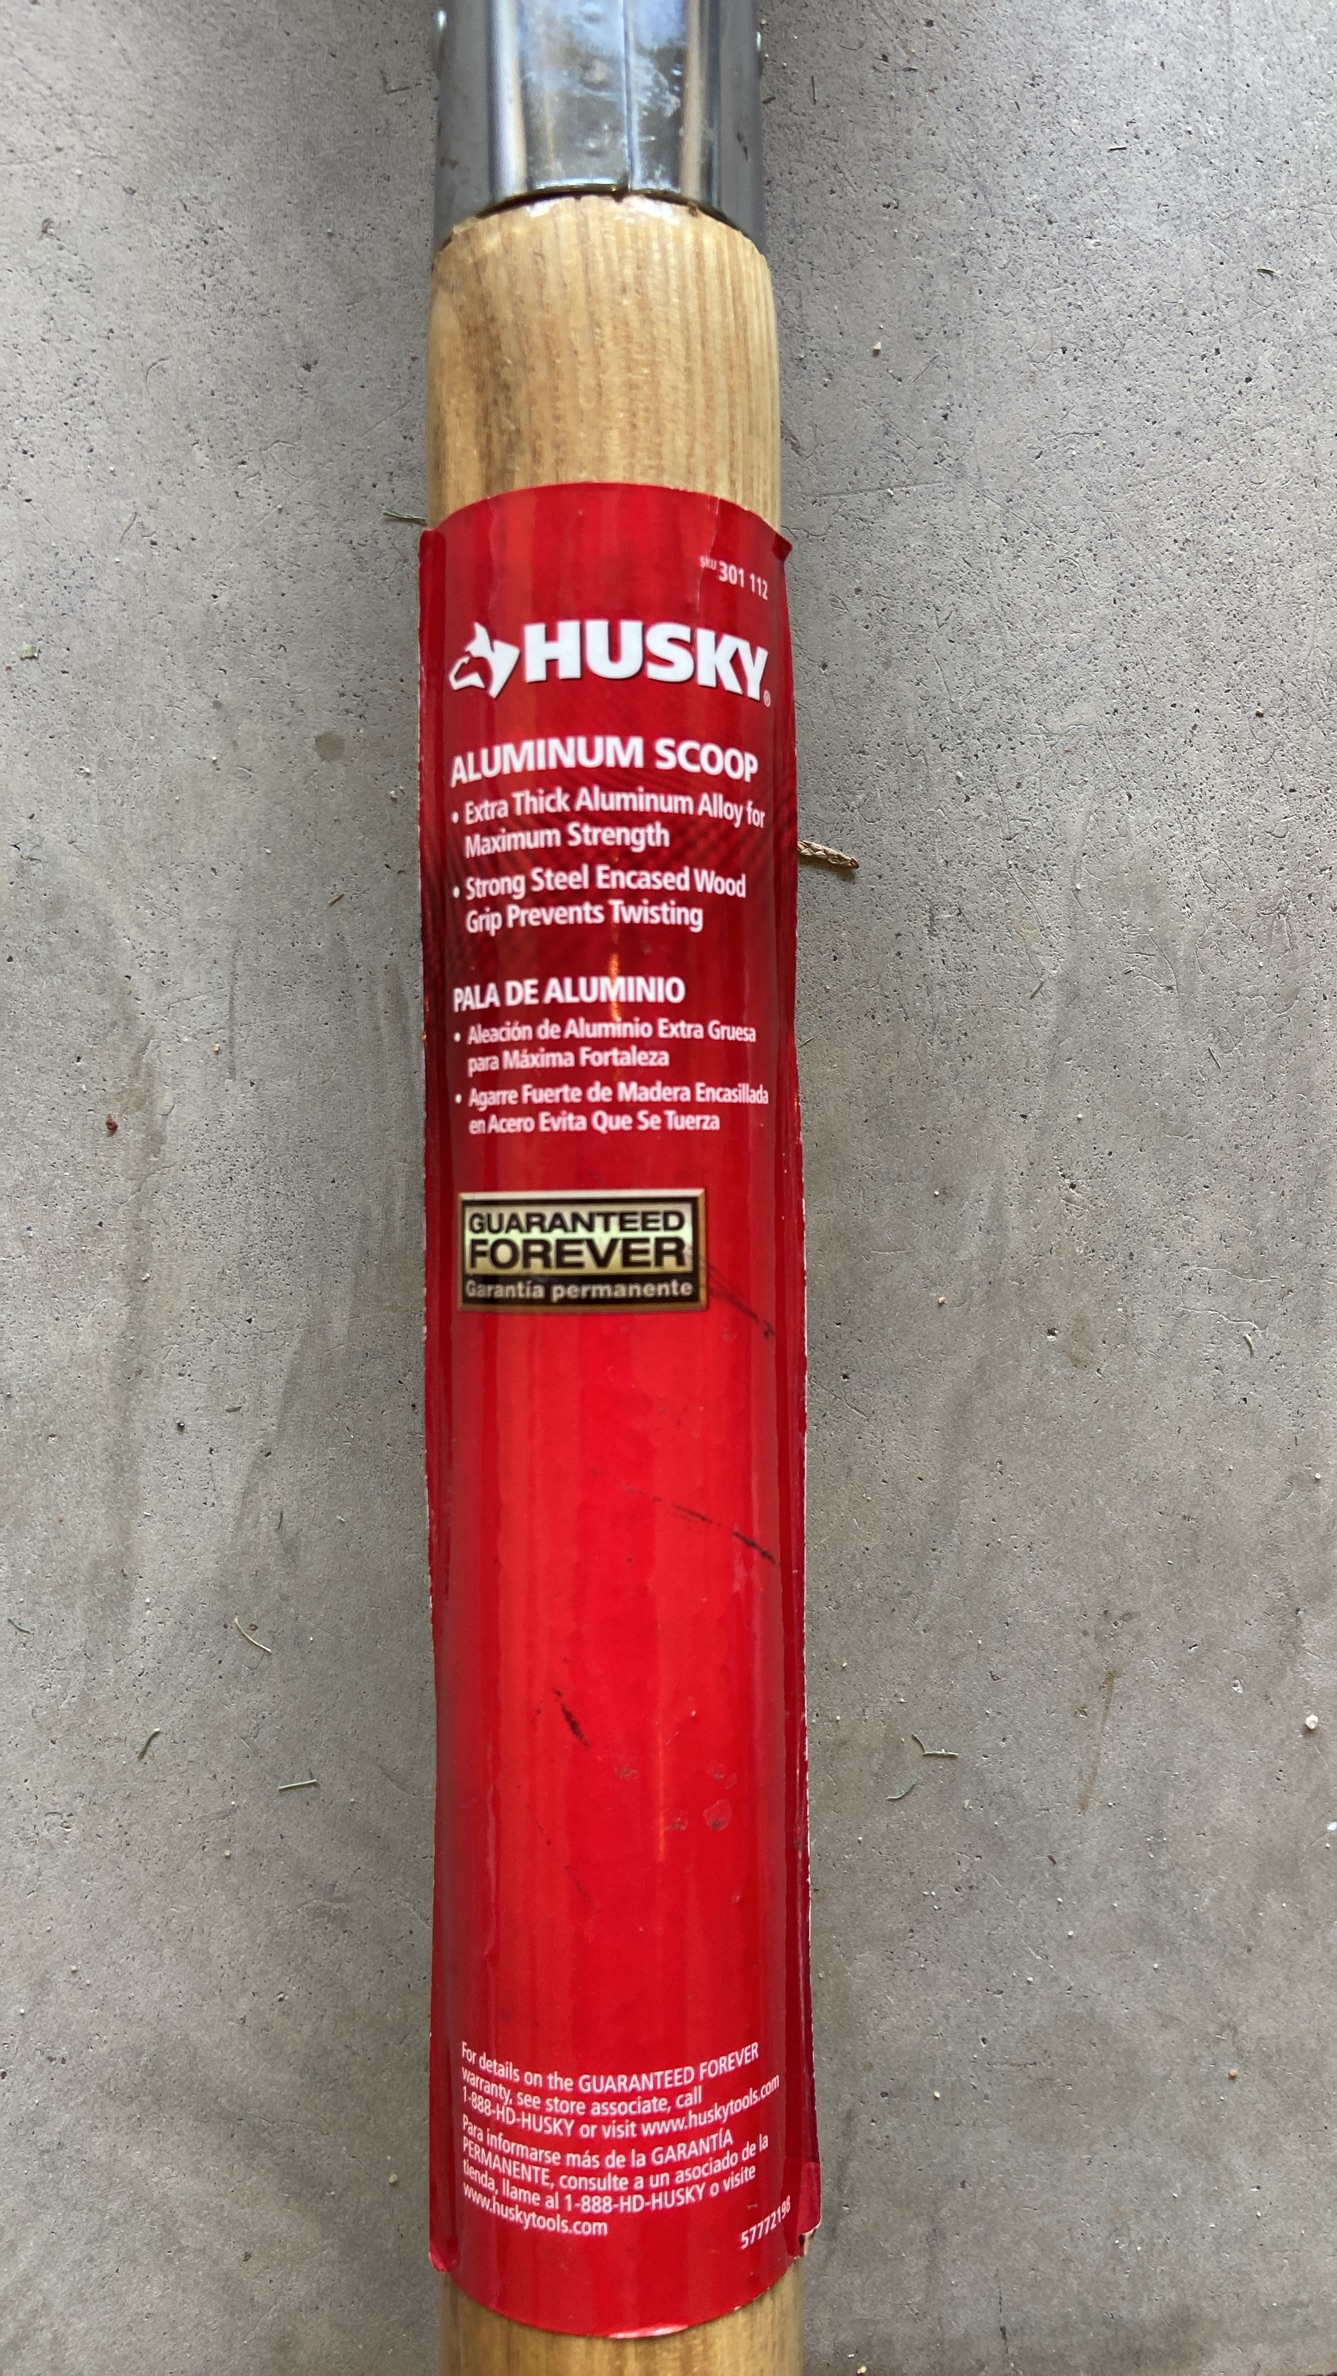 SKU 301 112
HUSKY®
ALUMINUM SCOOP
• Extra Thick Aluminum Alloy for
Maximum Strength
• Strong Steel Encased Wood
Grip Prevents Twisting
PALA DE ALUMINIO
• Aleación de Aluminio Extra Gruesa
para Máxima Fortaleza
• Agarre Fuerte de Madera Encasillada
en Acero Evita Que Se Tuerza
GUARANTEED
FOREVER
Garantía permanente
For details on the GUARANTEED FOREVER
warranty, see store associate, call
1-888-HD-HUSKY or visit www.huskytools.com
Para informarse más de la GARANTÍA
PERMANENTE, consulte a un asociado de la
tienda, llame al 1-888-HD-HUSKY o visite
www.huskytools.com
57772198